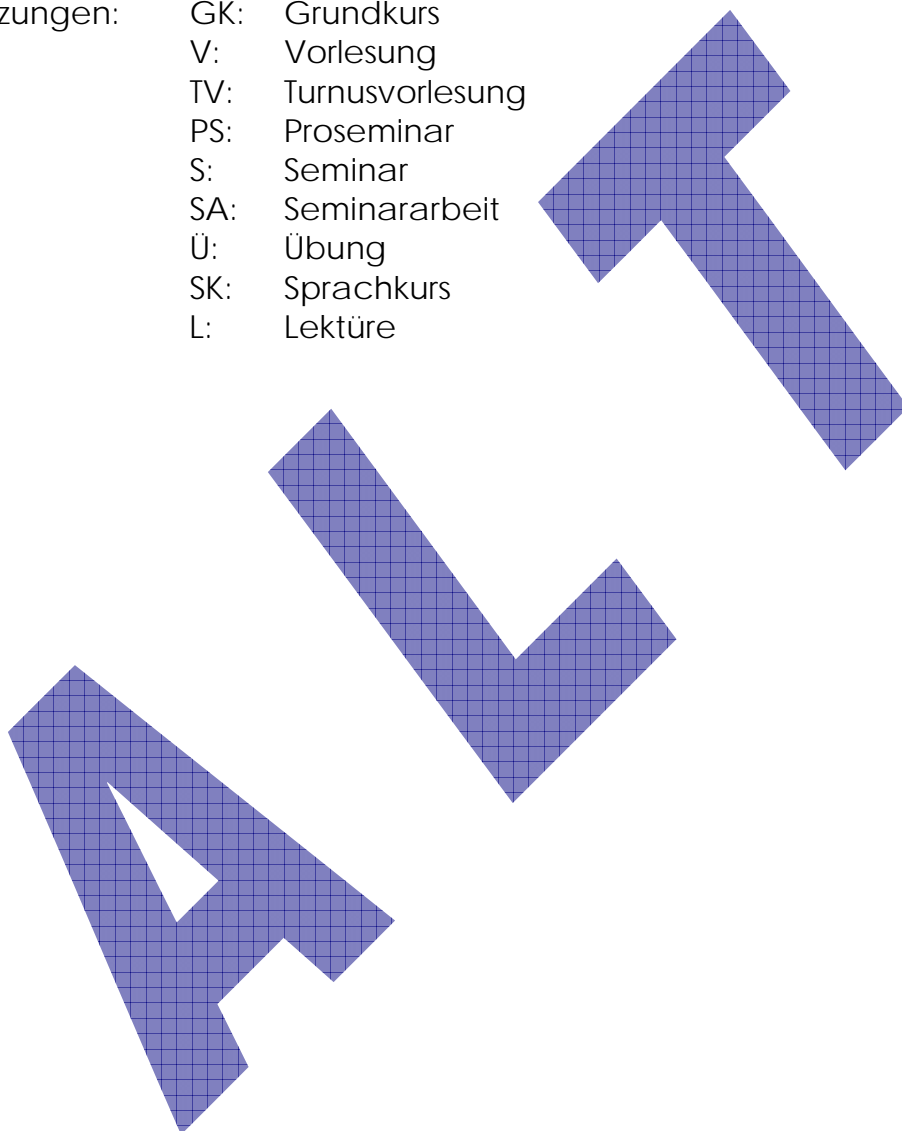 zungen: GK: Grundkurs
V: Vorlesung
TV: Turnusvorlesung
PS: Proseminar
S: Seminar
SA: Seminararbeit
Ü: Übung
SK: Sprachkurs
L: Lektüre
ALT